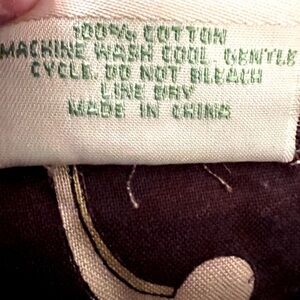 100% COTTON
MACHINE WASH COOL. GENTLE
CYCLE. DO NOT BLEACH
LINE DRY
MADE IN CHINA